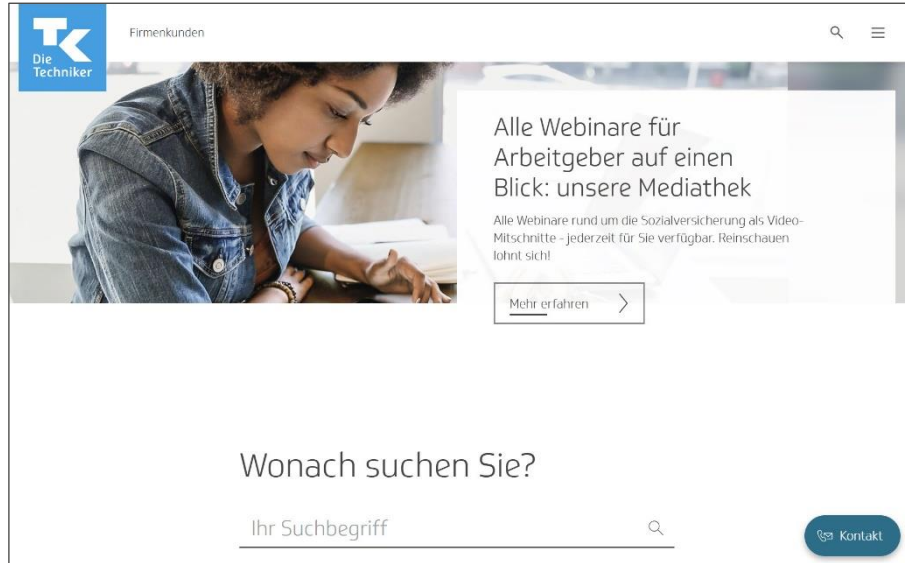 TK
Die
Techniker
Firmenkunden
Alle Webinare für
Arbeitgeber auf einen
Blick: unsere Mediathek
Alle Webinare rund um die Sozialversicherung als Video-
Mitschnitte - jederzeit für Sie verfügbar. Reinschauen
lohnt sich!
Mehr erfahren
Wonach suchen Sie?
Ihr Suchbegriff
Kontakt